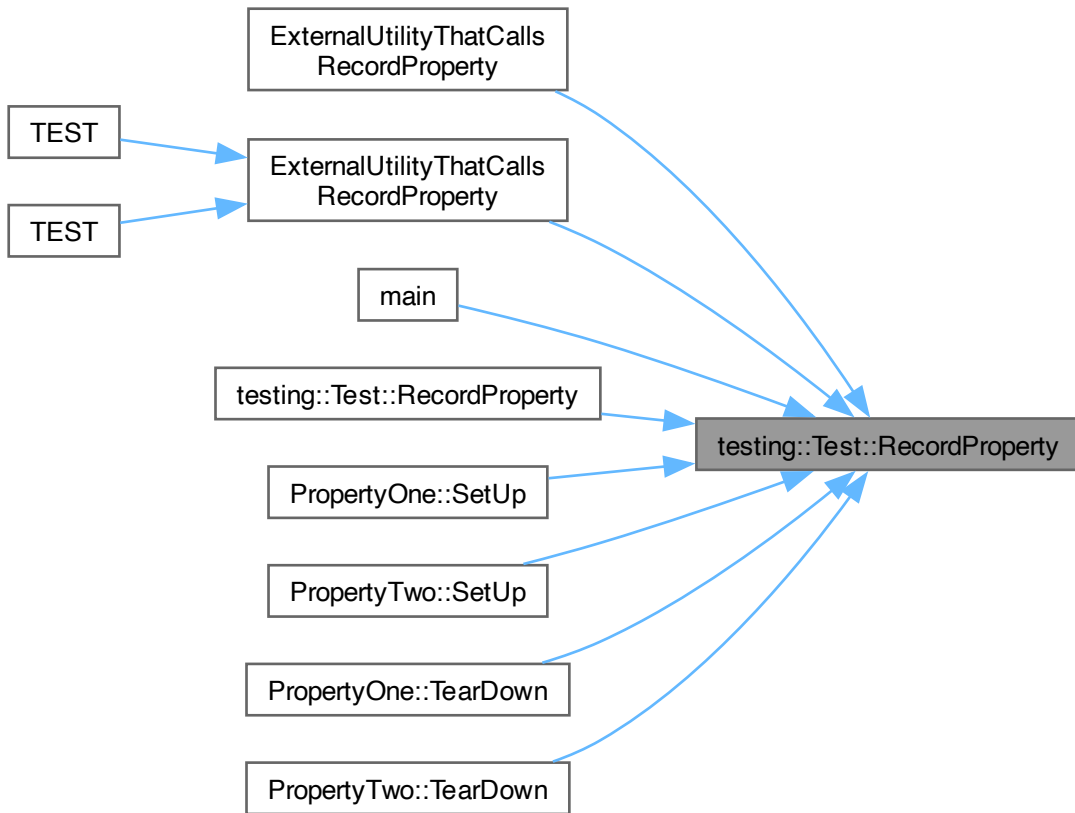 ExternalUtilityThatCalls
RecordProperty
TEST
ExternalUtilityThatCalls
RecordProperty
TEST
main
testing::Test::RecordProperty
testing::Test::RecordProperty
PropertyOne::SetUp
PropertyTwo::SetUp
PropertyOne::TearDown
PropertyTwo::TearDown